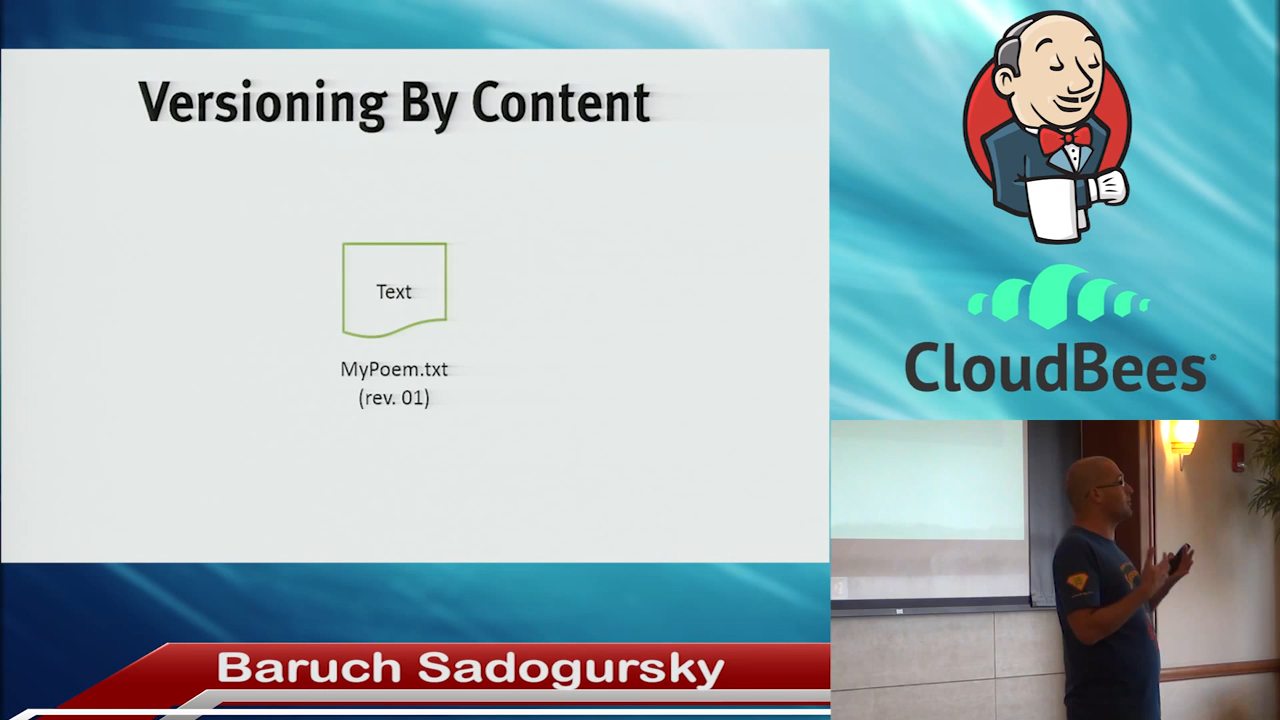 Versioning By Content
Text
MyPoem.txt
(rev. 01)
CloudBees®
Baruch Sadogursky